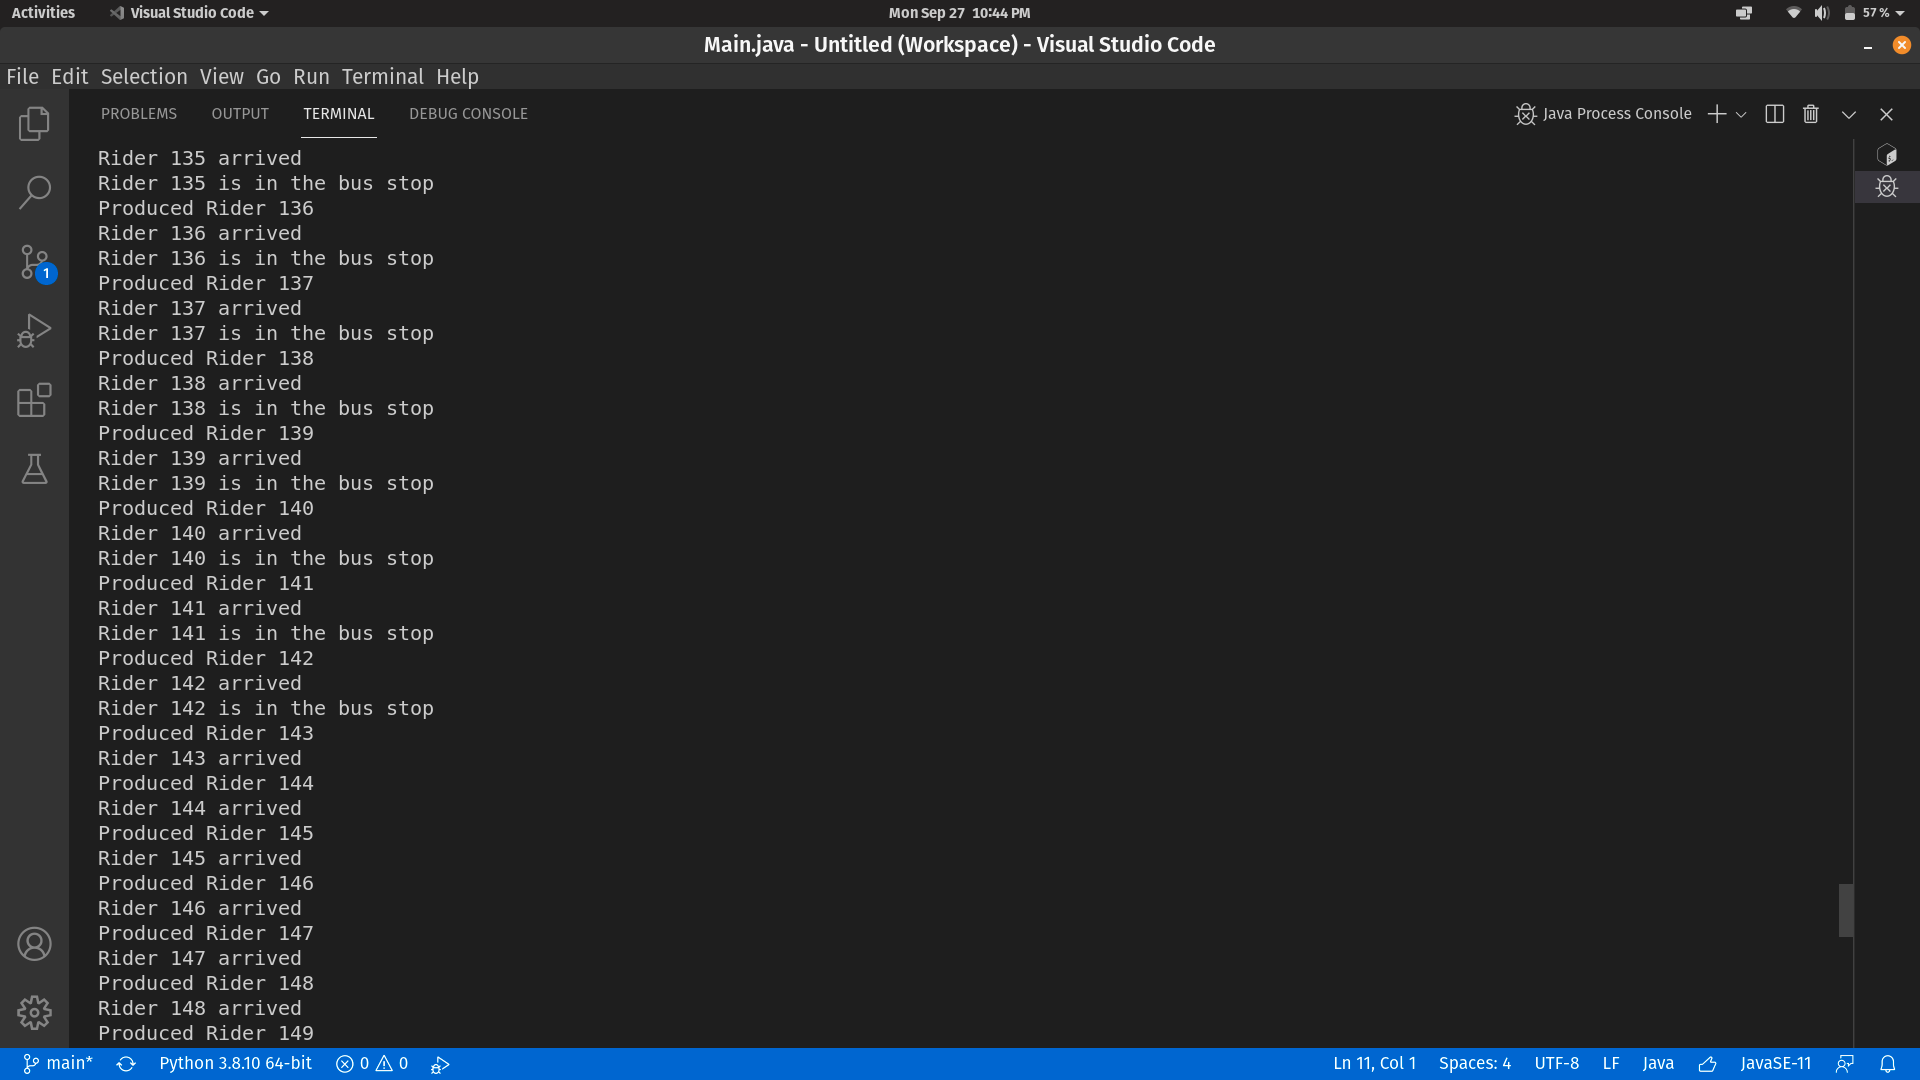 Activities Visual Studio Code Mon Sep 27 10:44 PM 57 %
Main.java - Untitled (Workspace) - Visual Studio Code
File Edit Selection View Go Run Terminal Help
PROBLEMS OUTPUT TERMINAL DEBUG CONSOLE Java Process Console
Rider 135 arrived
Rider 135 is in the bus stop
Produced Rider 136
Rider 136 arrived
Rider 136 is in the bus stop
1
Produced Rider 137
Rider 137 arrived
Rider 137 is in the bus stop
Produced Rider 138
Rider 138 arrived
Rider 138 is in the bus stop
Produced Rider 139
Rider 139 arrived
Rider 139 is in the bus stop
Produced Rider 140
Rider 140 arrived
Rider 140 is in the bus stop
Produced Rider 141
Rider 141 arrived
Rider 141 is in the bus stop
Produced Rider 142
Rider 142 arrived
Rider 142 is in the bus stop
Produced Rider 143
Rider 143 arrived
Produced Rider 144
Rider 144 arrived
Produced Rider 145
Rider 145 arrived
Produced Rider 146
Rider 146 arrived
Produced Rider 147
Rider 147 arrived
Produced Rider 148
Rider 148 arrived
Produced Rider 149
main* Python 3.8.10 64-bit 0 0 Ln 11, Col 1 Spaces: 4 UTF-8 LF Java JavaSE-11